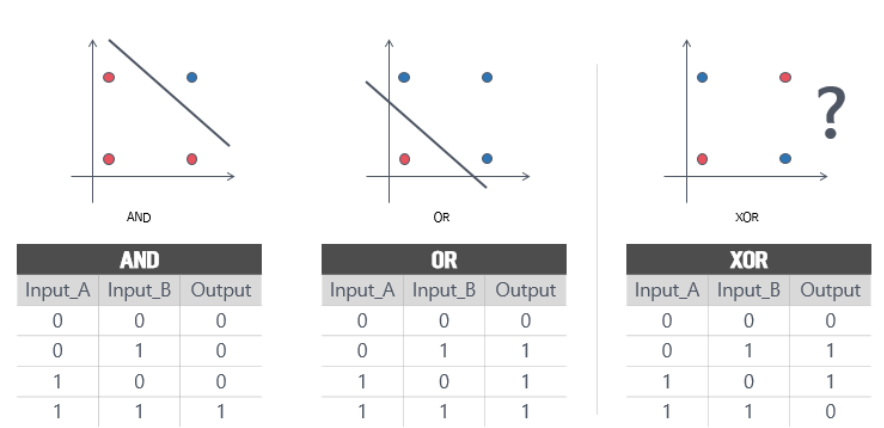 ?
AND OR XOR
AND
Input_A Input_B Output
0 0 0
0 1 0
1 0 0
1 1 1
OR
Input_A Input_B Output
0 0 0
0 1 1
1 0 1
1 1 1
XOR
Input_A Input_B Output
0 0 0
0 1 1
1 0 1
1 1 0